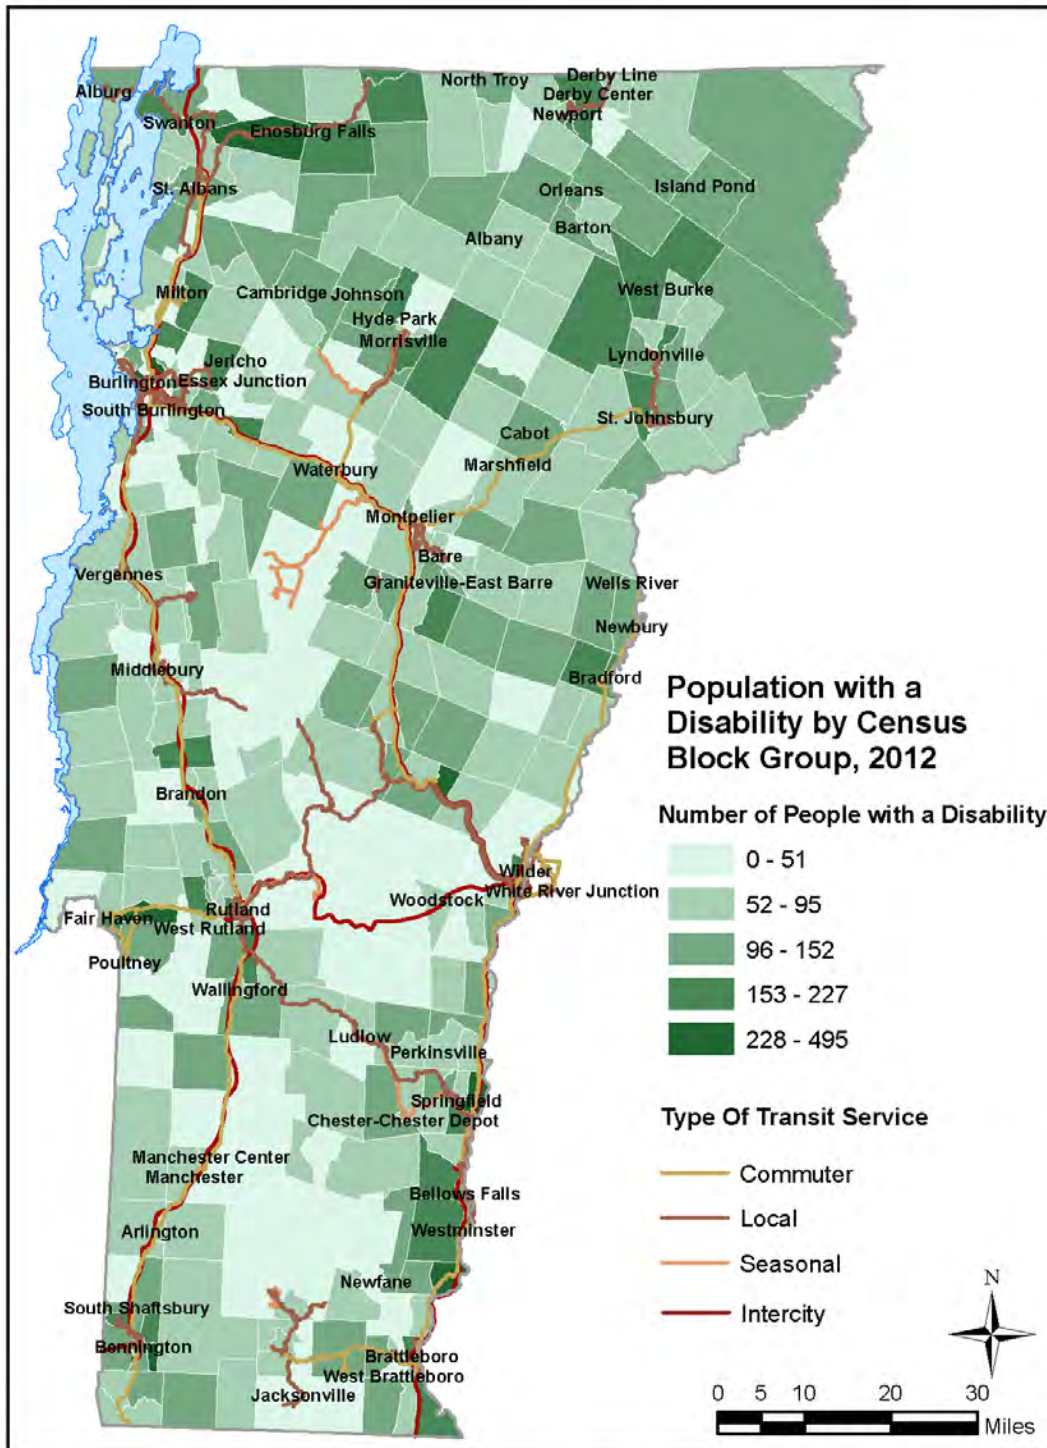 North Troy
Derby Line
Alburg
Derby Center
Newport
Swanton
Enosburg Falls
St. Albans
Orleans
Island Pond
Barton
Albany
Milton
Cambridge
Johnson
West Burke
Hyde Park
Morrisville
Lyndonville
Jericho
Burlington
Essex Junction
South Burlington
St. Johnsbury
Cabot
Marshfield
Waterbury
Montpelier
Barre
Vergennes
Graniteville-East Barre
Wells River
Newbury
Middlebury
Bradford
Population with a
Disability by Census
Block Group, 2012
Brandon
Number of People with a Disability
0 - 51
52 - 95
96 - 152
153 - 227
228 - 495
Wilder
White River Junction
Woodstock
Rutland
Fair Haven
West Rutland
Poultney
Wallingford
Ludlow
Perkinsville
Springfield
Chester-Chester Depot
Type Of Transit Service
Commuter
Local
Seasonal
Intercity
Manchester Center
Manchester
Bellows Falls
Westminster
Arlington
Newfane
South Shaftsbury
Bennington
Brattleboro
West Brattleboro
Jacksonville
N
0 5 10 20 30
Miles